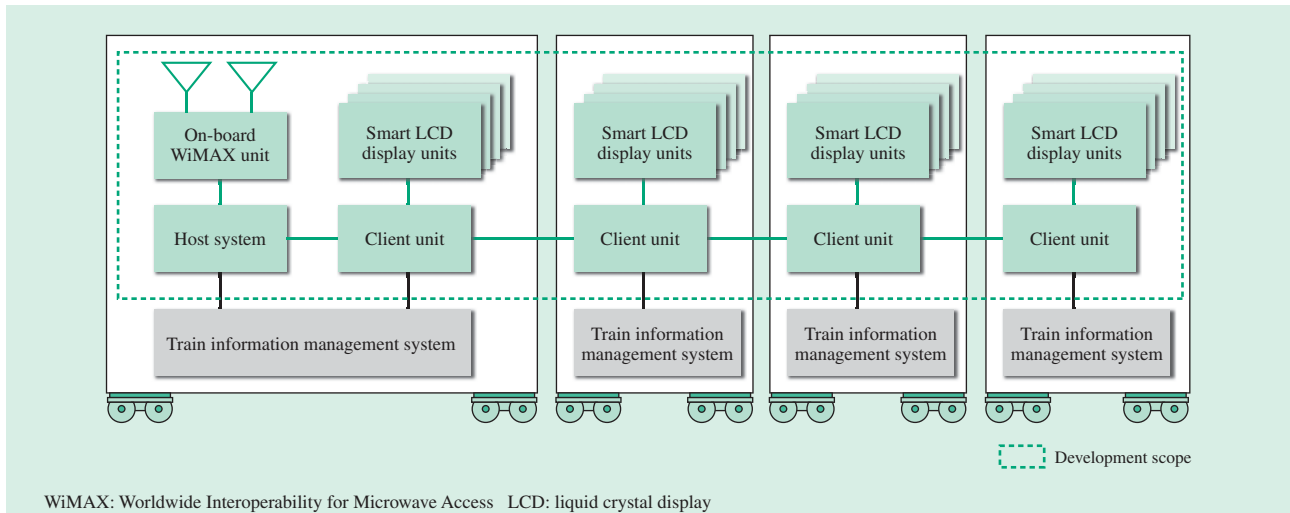 On-board
WiMAX unit
Smart LCD
display units
Smart LCD
display units
Smart LCD
display units
Smart LCD
display units
Host system
Client unit
Client unit
Client unit
Client unit
Train information management system
Train information
management system
Train information
management system
Train information
management system
Development scope
WiMAX: Worldwide Interoperability for Microwave Access LCD: liquid crystal display